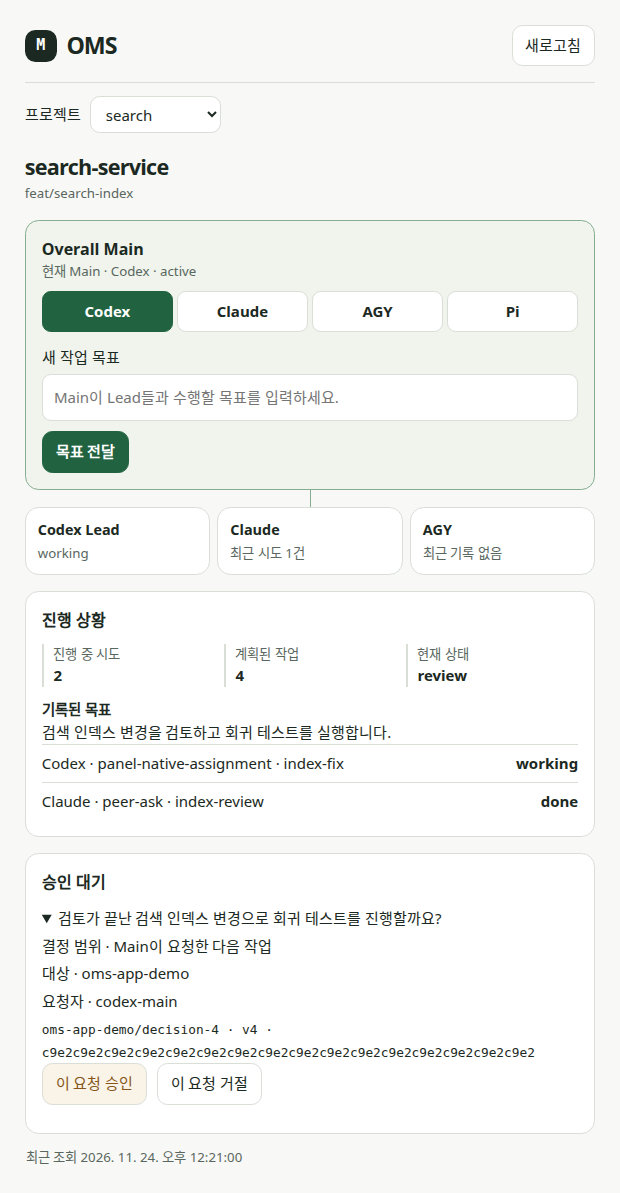 M OMS
새로고침
프로젝트 search
search-service
feat/search-index
Overall Main
현재 Main · Codex · active
Codex Claude AGY Pi
새 작업 목표
Main이 Lead들과 수행할 목표를 입력하세요.
목표 전달
Codex Lead
working
Claude
최근 시도 1건
AGY
최근 기록 없음
진행 상황
진행 중 시도
2
계획된 작업
4
현재 상태
review
기록된 목표
검색 인덱스 변경을 검토하고 회귀 테스트를 실행합니다.
Codex · panel-native-assignment · index-fix working
Claude · peer-ask · index-review done
승인 대기
▼ 검토가 끝난 검색 인덱스 변경으로 회귀 테스트를 진행할까요?
결정 범위 · Main이 요청한 다음 작업
대상 · oms-app-demo
요청자 · codex-main
oms-app-demo/decision-4 · v4 ·
c9e2c9e2c9e2c9e2c9e2c9e2c9e2c9e2c9e2c9e2c9e2c9e2c9e2c9e2c9e2c9e2
이 요청 승인 이 요청 거절
최근 조회 2026. 11. 24. 오후 12:21:00